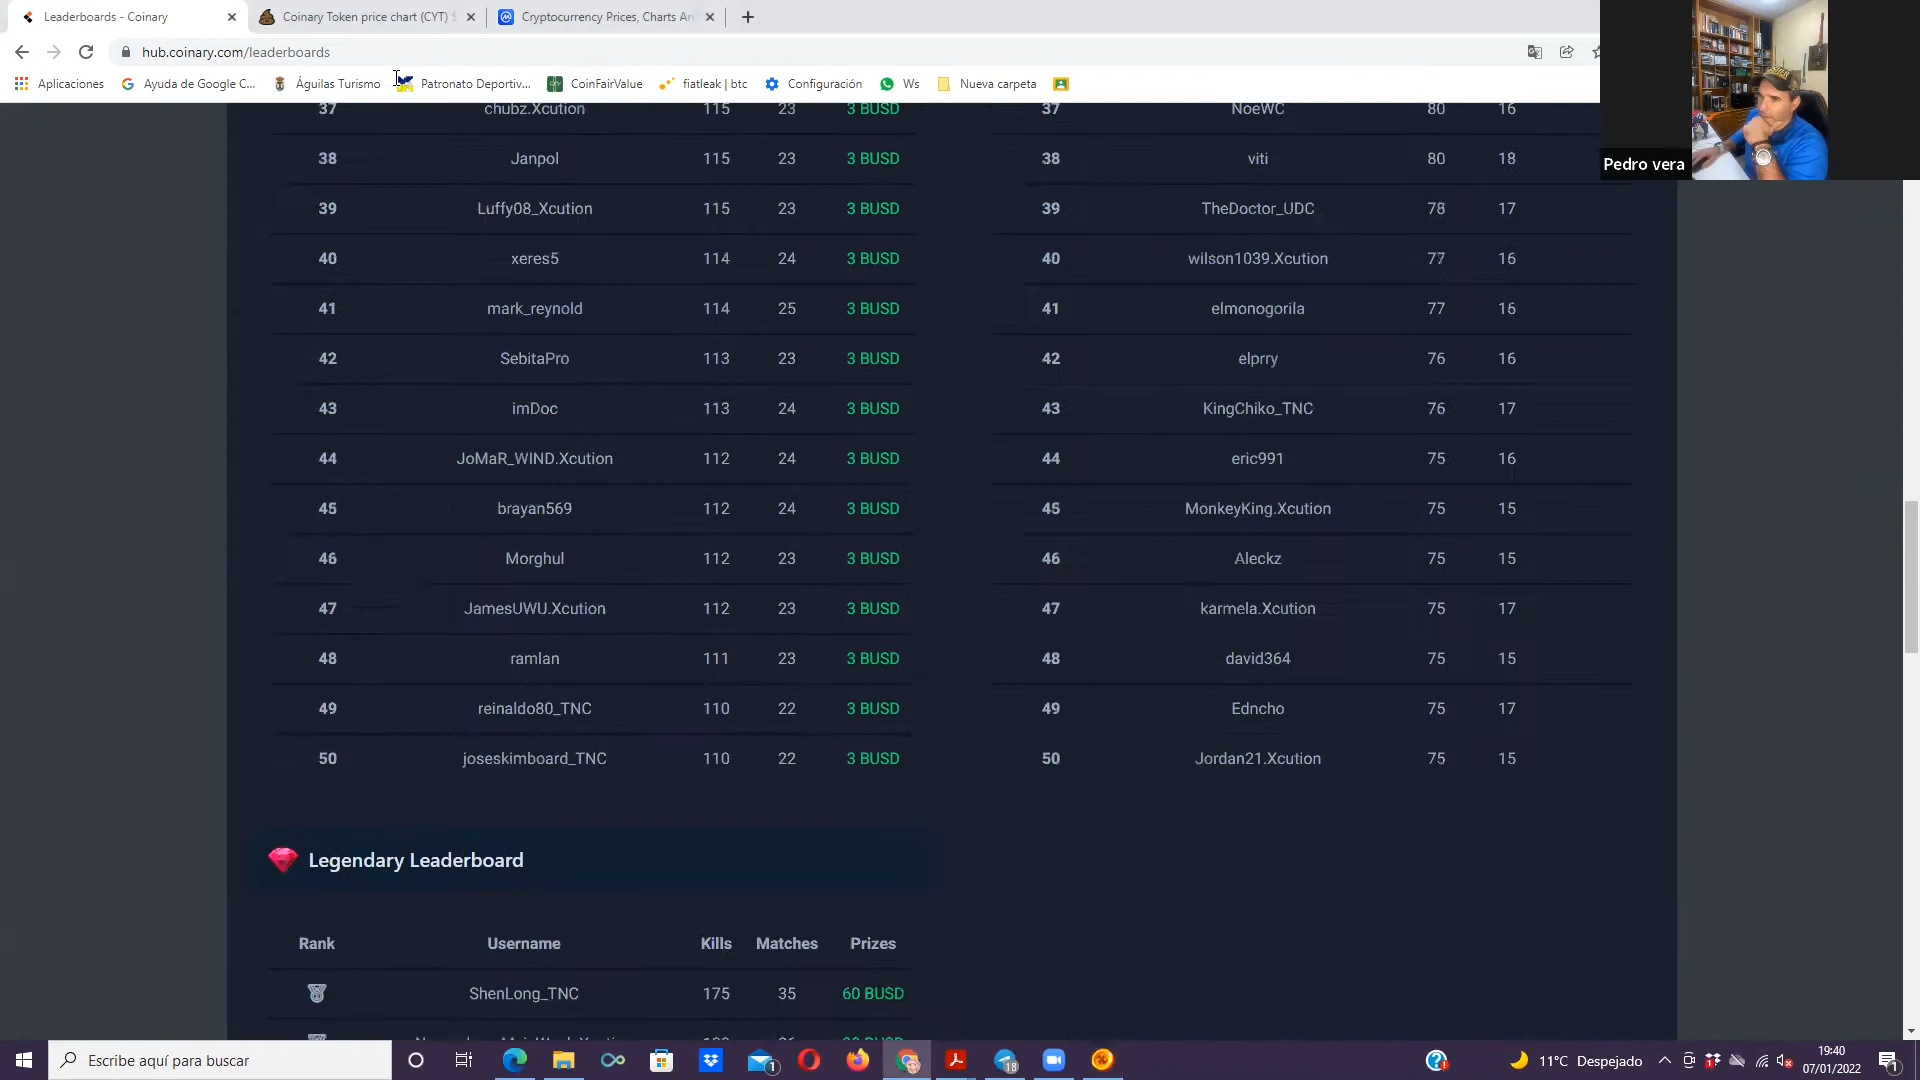 Leaderboards - Coinary
Coinary Token price chart (CYT) $
Cryptocurrency Prices, Charts An
hub.coinary.com/leaderboards
Aplicaciones
Ayuda de Google C...
Águilas Turismo
Patronato Deportiv...
CoinFairValue
fiatleak | btc
Configuración
Ws
Nueva carpeta
Pedro vera
37 chubz.Xcution 115 23 3 BUSD 37 NoeWC 80 16
38 Janpol 115 23 3 BUSD 38 viti 80 18
39 Luffy08_Xcution 115 23 3 BUSD 39 TheDoctor_UDC 78 17
40 xeres5 114 24 3 BUSD 40 wilson1039.Xcution 77 16
41 mark_reynold 114 25 3 BUSD 41 elmonogorila 77 16
42 SebitaPro 113 23 3 BUSD 42 elprry 76 16
43 imDoc 113 24 3 BUSD 43 KingChiko_TNC 76 17
44 JoMaR_WIND.Xcution 112 24 3 BUSD 44 eric991 75 16
45 brayan569 112 24 3 BUSD 45 MonkeyKing.Xcution 75 15
46 Morghul 112 23 3 BUSD 46 Aleckz 75 15
47 JamesUWU.Xcution 112 23 3 BUSD 47 karmela.Xcution 75 17
48 ramlan 111 23 3 BUSD 48 david364 75 15
49 reinaldo80_TNC 110 22 3 BUSD 49 Edncho 75 17
50 joseskimboard_TNC 110 22 3 BUSD 50 Jordan21.Xcution 75 15
Legendary Leaderboard
Rank Username Kills Matches Prizes
ShenLong_TNC 175 35 60 BUSD
Escribe aquí para buscar
1
18
11°C Despejado
19:40
07/01/2022
1